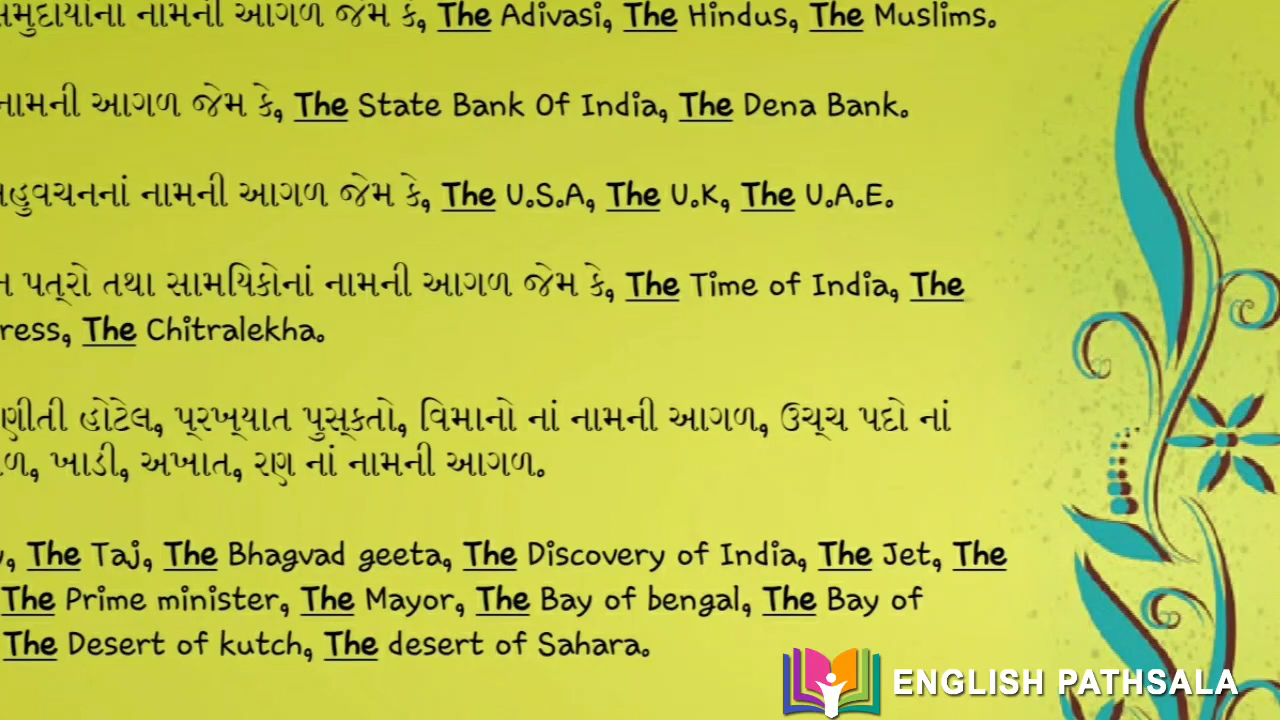 સમુદાયોના નામની આગળ જેમ કે, The Adivasi, The Hindus, The Muslims.
નામની આગળ જેમ કે, The State Bank Of India, The Dena Bank.
બહુવચનનાં નામની આગળ જેમ કે, The U.S.A, The U.K, The U.A.E.
પત્રો તથા સામયિકોનાં નામની આગળ જેમ કે, The Time of India, The
ress, The Chitralekha.
ણીતી હોટેલ, પ્રખ્યાત પુસ્કતો, વિમાનો નાં નામની આગળ, ઉચ્ચ પદો નાં
ળ, ખાડી, અખાત, રણ નાં નામની આગળ.
The Taj, The Bhagvad geeta, The Discovery of India, The Jet, The
The Prime minister, The Mayor, The Bay of bengal, The Bay of
The Desert of kutch, The desert of Sahara.
ENGLISH PATHSALA